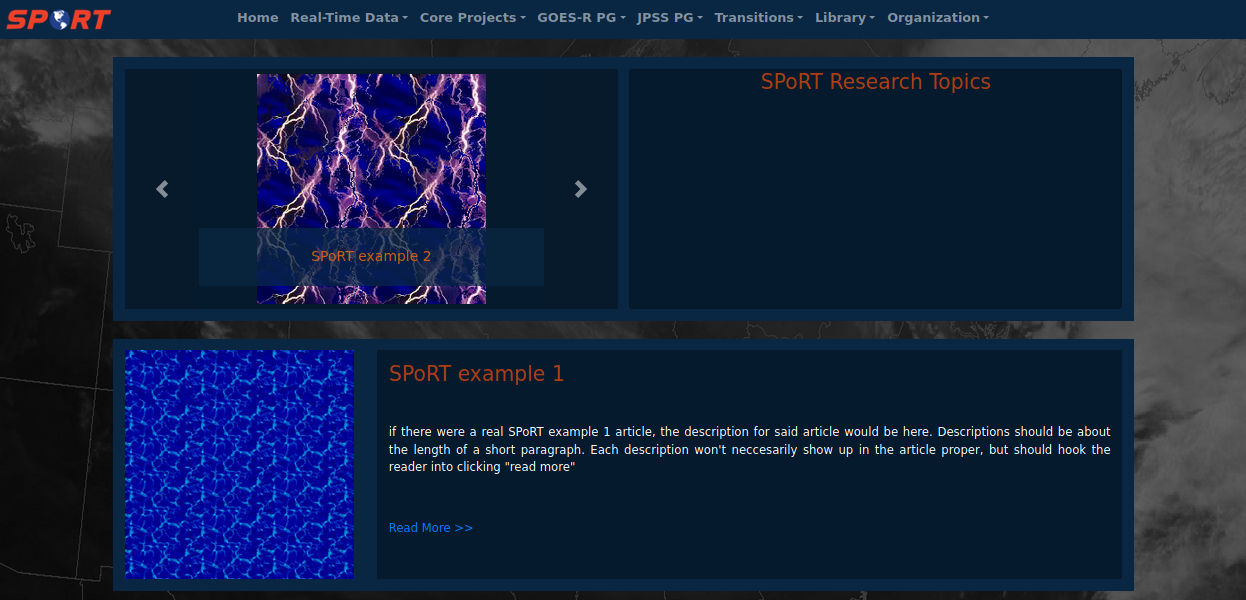 SPORT Home Real-Time Data Core Projects GOES-R PG JPSS PG Transitions Library Organization
SPoRT example 2
SPoRT Research Topics
SPoRT example 1
if there were a real SPoRT example 1 article, the description for said article would be here. Descriptions should be about
the length of a short paragraph. Each description won't neccesarily show up in the article proper, but should hook the
reader into clicking "read more"
Read More >>